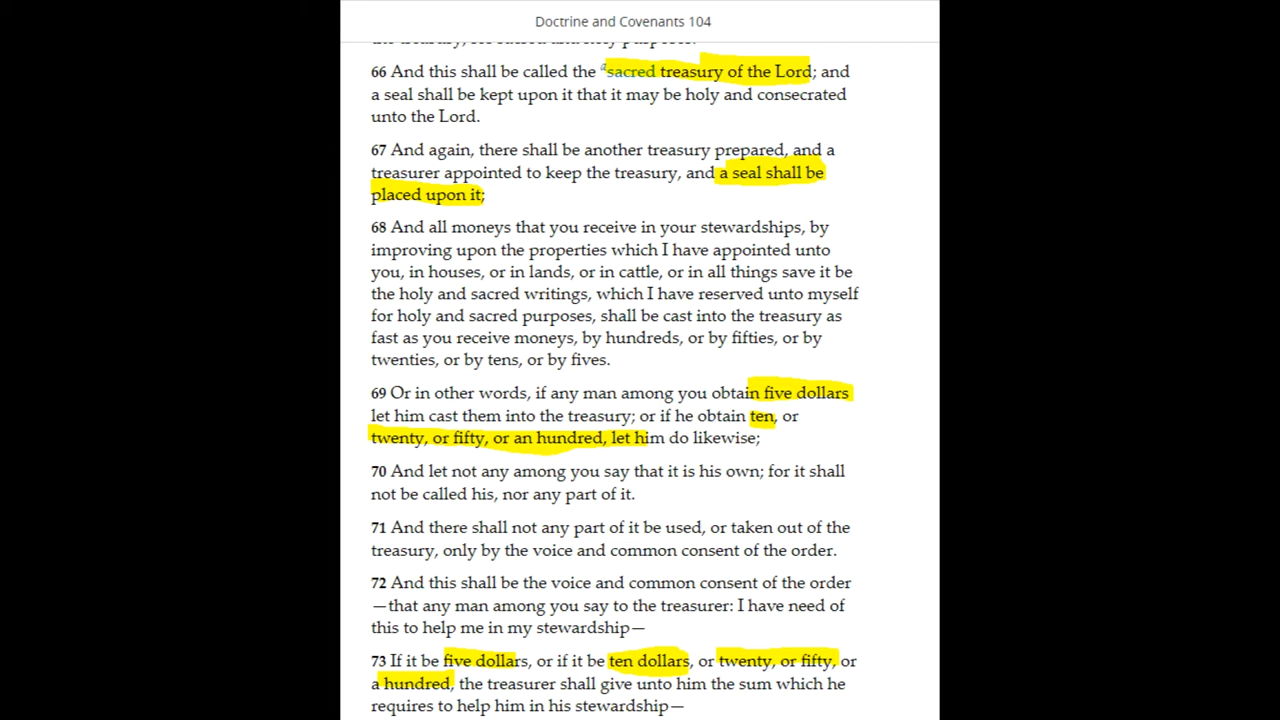 Doctrine and Covenants 104
the treasury, for sacred and holy purposes.
66 And this shall be called the a sacred treasury of the Lord; and
a seal shall be kept upon it that it may be holy and consecrated
unto the Lord.
67 And again, there shall be another treasury prepared, and a
treasurer appointed to keep the treasury, and a seal shall be
placed upon it;
68 And all moneys that you receive in your stewardships, by
improving upon the properties which I have appointed unto
you, in houses, or in lands, or in cattle, or in all things save it be
the holy and sacred writings, which I have reserved unto myself
for holy and sacred purposes, shall be cast into the treasury as
fast as you receive moneys, by hundreds, or by fifties, or by
twenties, or by tens, or by fives.
69 Or in other words, if any man among you obtain five dollars
let him cast them into the treasury; or if he obtain ten, or
twenty, or fifty, or an hundred, let him do likewise;
70 And let not any among you say that it is his own; for it shall
not be called his, nor any part of it.
71 And there shall not any part of it be used, or taken out of the
treasury, only by the voice and common consent of the order.
72 And this shall be the voice and common consent of the order
—that any man among you say to the treasurer: I have need of
this to help me in my stewardship—
73 If it be five dollars, or if it be ten dollars, or twenty, or fifty, or
a hundred, the treasurer shall give unto him the sum which he
requires to help him in his stewardship—